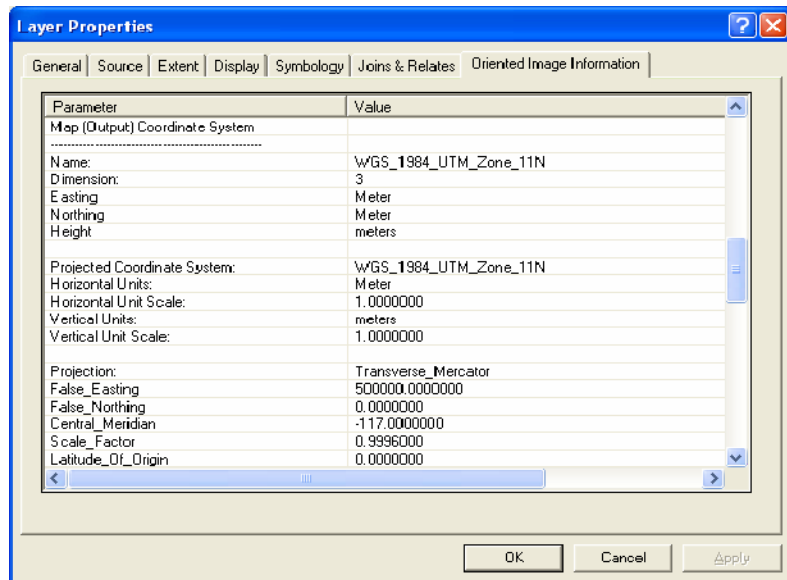 Layer Properties
General Source Extent Display Symbology Joins & Relates Oriented Image Information
Parameter Value
Map (Output) Coordinate System
----------------------------------------------------
Name: WGS_1984_UTM_Zone_11N
Dimension: 3
Easting Meter
Northing Meter
Height meters
Projected Coordinate System: WGS_1984_UTM_Zone_11N
Horizontal Units: Meter
Horizontal Unit Scale: 1.0000000
Vertical Units: meters
Vertical Unit Scale: 1.0000000
Projection: Transverse_Mercator
False_Easting 500000.0000000
False_Northing 0.0000000
Central_Meridian -117.0000000
Scale_Factor 0.9996000
Latitude_Of_Origin 0.0000000
OK Cancel Apply